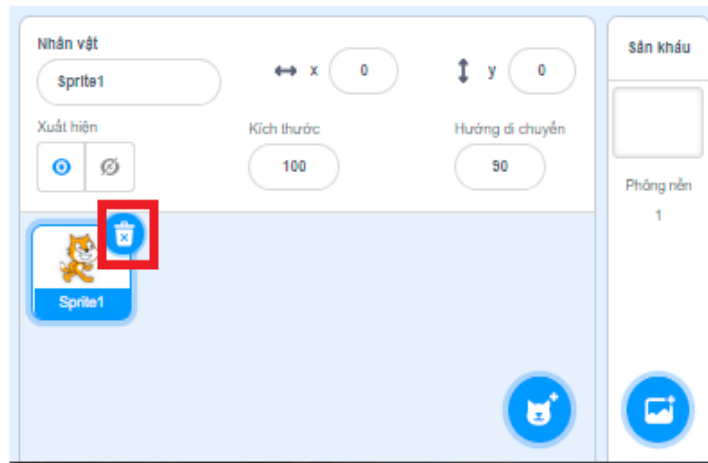 Nhân vật
Sprite1
x 0
y 0
Sân khấu
Xuất hiện
Kích thước
Hướng di chuyển
100
90
Phông nền
1
Sprite1